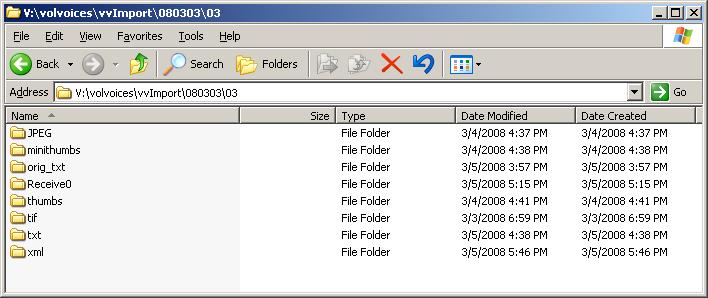 V:\volvoices\vvImport\080303\03
File Edit View Favorites Tools Help
Back Search Folders
Address V:\volvoices\vvImport\080303\03 Go
Name Size Type Date Modified Date Created
JPEG File Folder 3/4/2008 4:37 PM 3/4/2008 4:37 PM
minithumbs File Folder 3/4/2008 4:38 PM 3/4/2008 4:38 PM
orig_txt File Folder 3/5/2008 3:57 PM 3/5/2008 3:57 PM
Receive0 File Folder 3/5/2008 5:15 PM 3/5/2008 5:15 PM
thumbs File Folder 3/4/2008 4:41 PM 3/4/2008 4:41 PM
tif File Folder 3/3/2008 6:59 PM 3/3/2008 6:59 PM
txt File Folder 3/5/2008 4:38 PM 3/5/2008 4:38 PM
xml File Folder 3/5/2008 5:46 PM 3/5/2008 5:46 PM